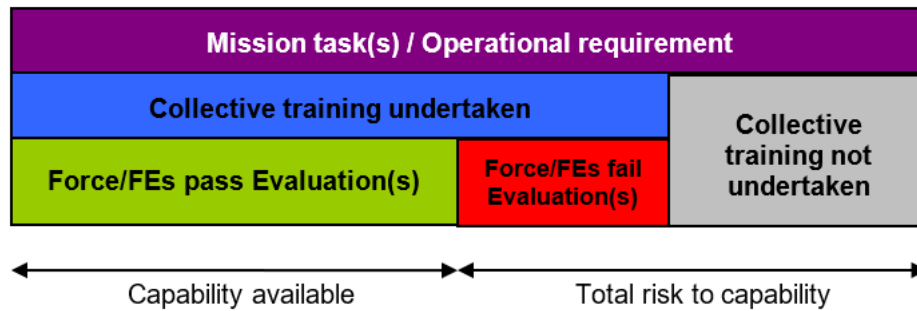 Mission task(s) / Operational requirement
Collective training undertaken
Collective
training not
undertaken
Force/FEs pass Evaluation(s)
Force/FEs fail
Evaluation(s)
Capability available
Total risk to capability